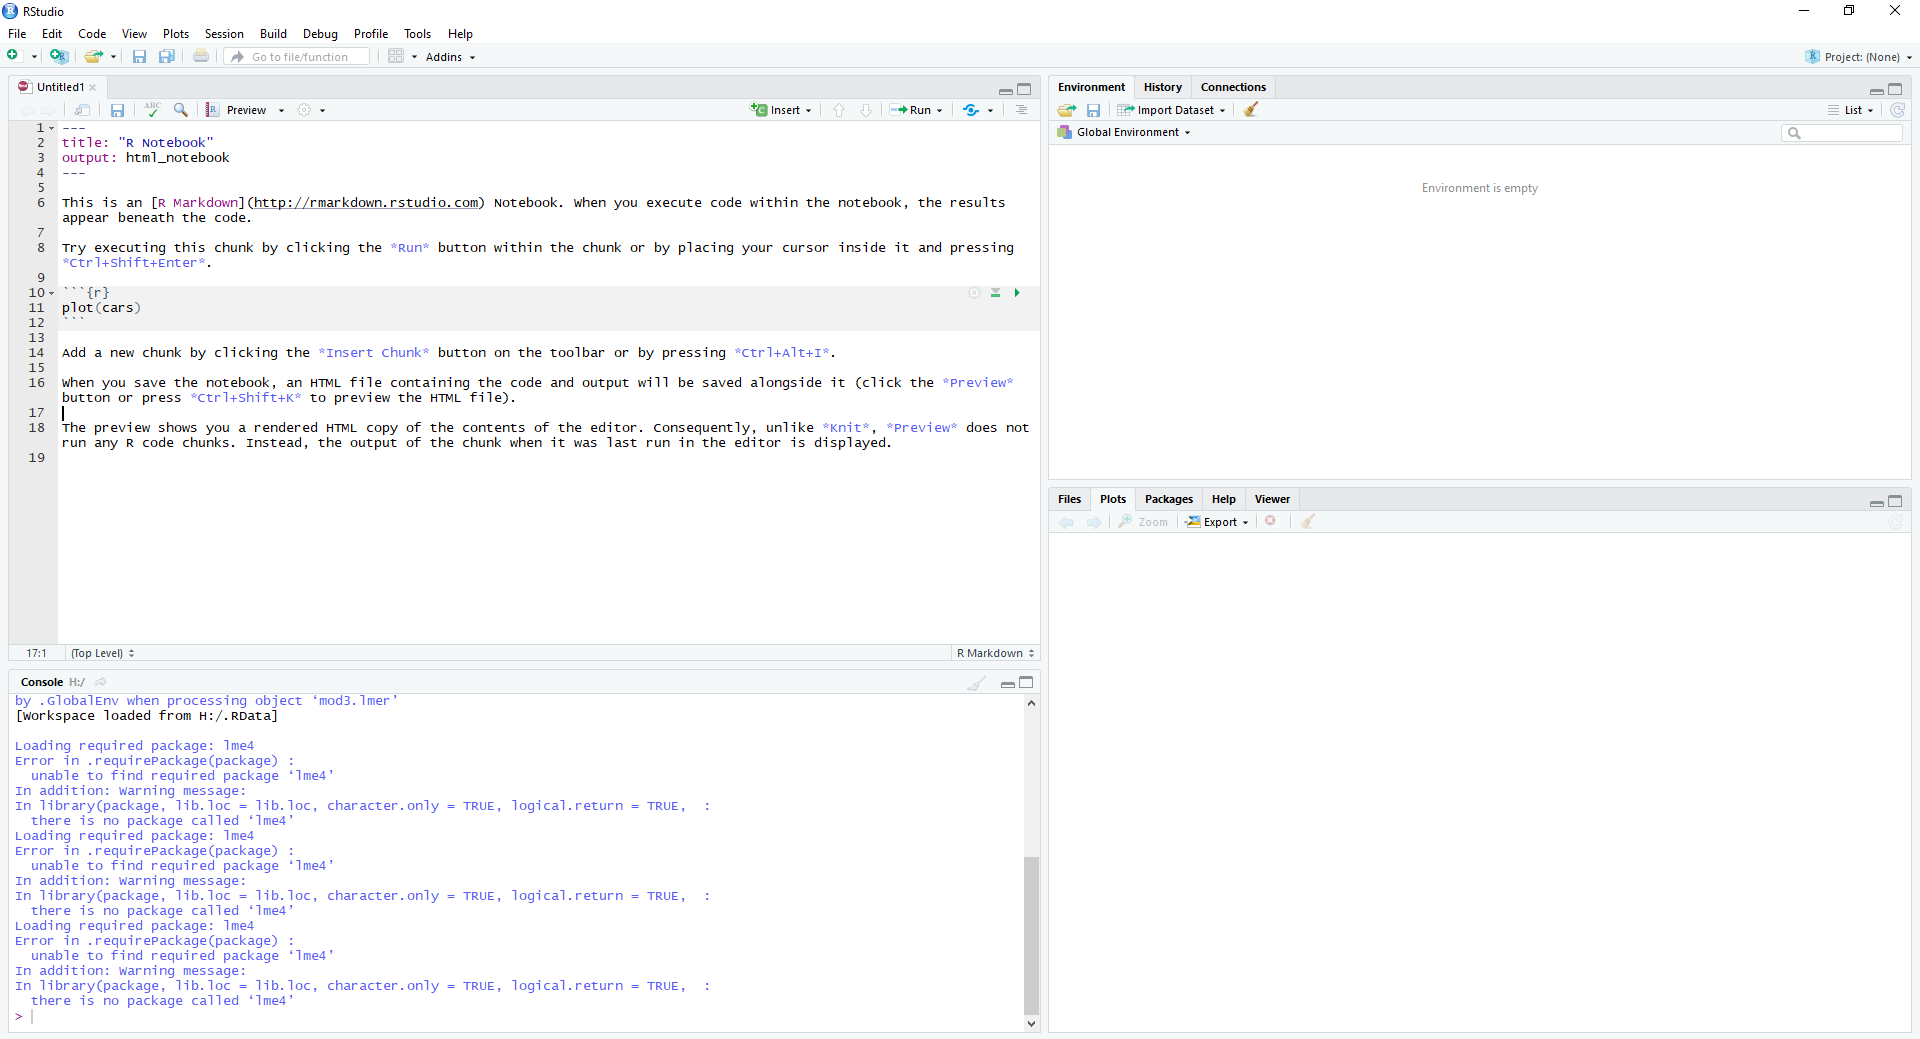 RStudio
File Edit Code View Plots Session Build Debug Profile Tools Help
Go to file/function Addins Project: (None)
Untitled1
ABC Preview Insert Run
1 ---
2 title: "R Notebook"
3 output: html_notebook
4 ---
5
6 This is an [R Markdown](http://rmarkdown.rstudio.com) Notebook. When you execute code within the notebook, the results
appear beneath the code.
7
8 Try executing this chunk by clicking the *Run* button within the chunk or by placing your cursor inside it and pressing
*Ctrl+Shift+Enter*.
9
10 ```{r}
11 plot(cars)
12 ```
13
14 Add a new chunk by clicking the *Insert Chunk* button on the toolbar or by pressing *Ctrl+Alt+I*.
15
16 When you save the notebook, an HTML file containing the code and output will be saved alongside it (click the *Preview*
button or press *Ctrl+Shift+K* to preview the HTML file).
17
18 The preview shows you a rendered HTML copy of the contents of the editor. Consequently, unlike *Knit*, *Preview* does not
run any R code chunks. Instead, the output of the chunk when it was last run in the editor is displayed.
19
17:1 (Top Level) R Markdown
Console H:/
by .GlobalEnv when processing object ‘mod3.lmer’
[Workspace loaded from H:/.RData]
Loading required package: lme4
Error in .requirePackage(package) :
unable to find required package ‘lme4’
In addition: Warning message:
In library(package, lib.loc = lib.loc, character.only = TRUE, logical.return = TRUE, :
there is no package called ‘lme4’
Loading required package: lme4
Error in .requirePackage(package) :
unable to find required package ‘lme4’
In addition: Warning message:
In library(package, lib.loc = lib.loc, character.only = TRUE, logical.return = TRUE, :
there is no package called ‘lme4’
Loading required package: lme4
Error in .requirePackage(package) :
unable to find required package ‘lme4’
In addition: Warning message:
In library(package, lib.loc = lib.loc, character.only = TRUE, logical.return = TRUE, :
there is no package called ‘lme4’
>
Environment History Connections
Import Dataset List
Global Environment
Environment is empty
Files Plots Packages Help Viewer
Zoom Export